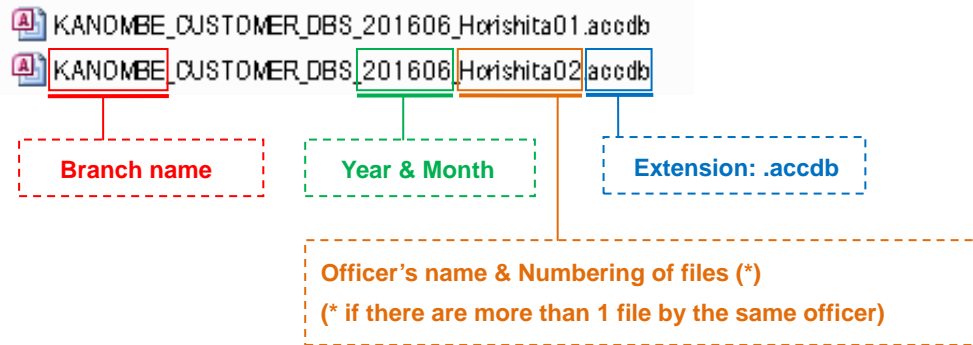 KANOMBE_CUSTOMER_DBS_201606_Horishita01.accdb
KANOMBE_CUSTOMER_DBS_201606_Horishita02.accdb
Branch name
Year & Month
Extension: .accdb
Officer’s name & Numbering of files (*)
(* if there are more than 1 file by the same officer)